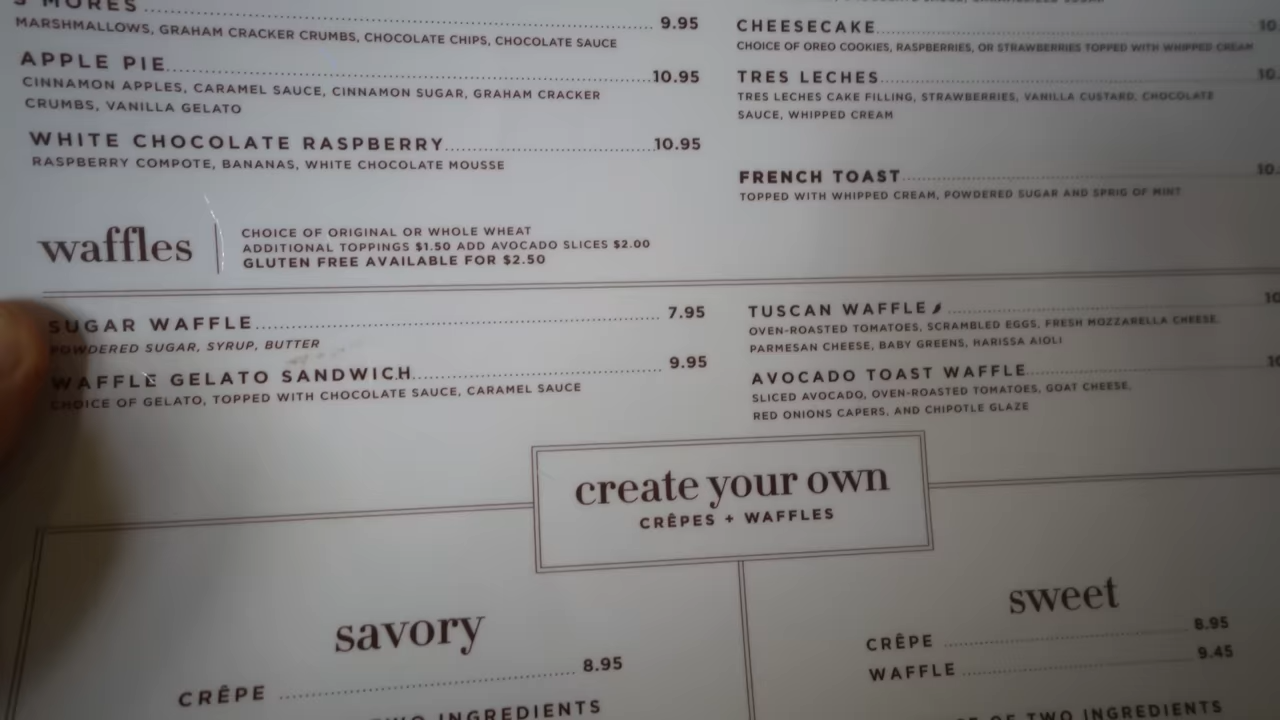 S'MORES 9.95
MARSHMALLOWS, GRAHAM CRACKER CRUMBS, CHOCOLATE CHIPS, CHOCOLATE SAUCE
APPLE PIE 10.95
CINNAMON APPLES, CARAMEL SAUCE, CINNAMON SUGAR, GRAHAM CRACKER
CRUMBS, VANILLA GELATO
WHITE CHOCOLATE RASPBERRY 10.95
RASPBERRY COMPOTE, BANANAS, WHITE CHOCOLATE MOUSSE
CHEESECAKE 10
CHOICE OF OREO COOKIES, RASPBERRIES, OR STRAWBERRIES TOPPED WITH WHIPPED CREAM
TRES LECHES 10.
TRES LECHES CAKE FILLING, STRAWBERRIES, VANILLA CUSTARD, CHOCOLATE
SAUCE, WHIPPED CREAM
FRENCH TOAST 10.
TOPPED WITH WHIPPED CREAM, POWDERED SUGAR AND SPRIG OF MINT
waffles
CHOICE OF ORIGINAL OR WHOLE WHEAT
ADDITIONAL TOPPINGS $1.50 ADD AVOCADO SLICES $2.00
GLUTEN FREE AVAILABLE FOR $2.50
SUGAR WAFFLE 7.95
POWDERED SUGAR, SYRUP, BUTTER
WAFFLE GELATO SANDWICH 9.95
CHOICE OF GELATO, TOPPED WITH CHOCOLATE SAUCE, CARAMEL SAUCE
TUSCAN WAFFLE 10
OVEN-ROASTED TOMATOES, SCRAMBLED EGGS, FRESH MOZZARELLA CHEESE,
PARMESAN CHEESE, BABY GREENS, HARISSA AIOLI
AVOCADO TOAST WAFFLE 10
SLICED AVOCADO, OVEN-ROASTED TOMATOES, GOAT CHEESE,
RED ONIONS CAPERS, AND CHIPOTLE GLAZE
create your own
CRÊPES + WAFFLES
savory
CRÊPE 8.95
TWO INGREDIENTS
sweet
CRÊPE 8.95
WAFFLE 9.45
OF TWO INGREDIENTS